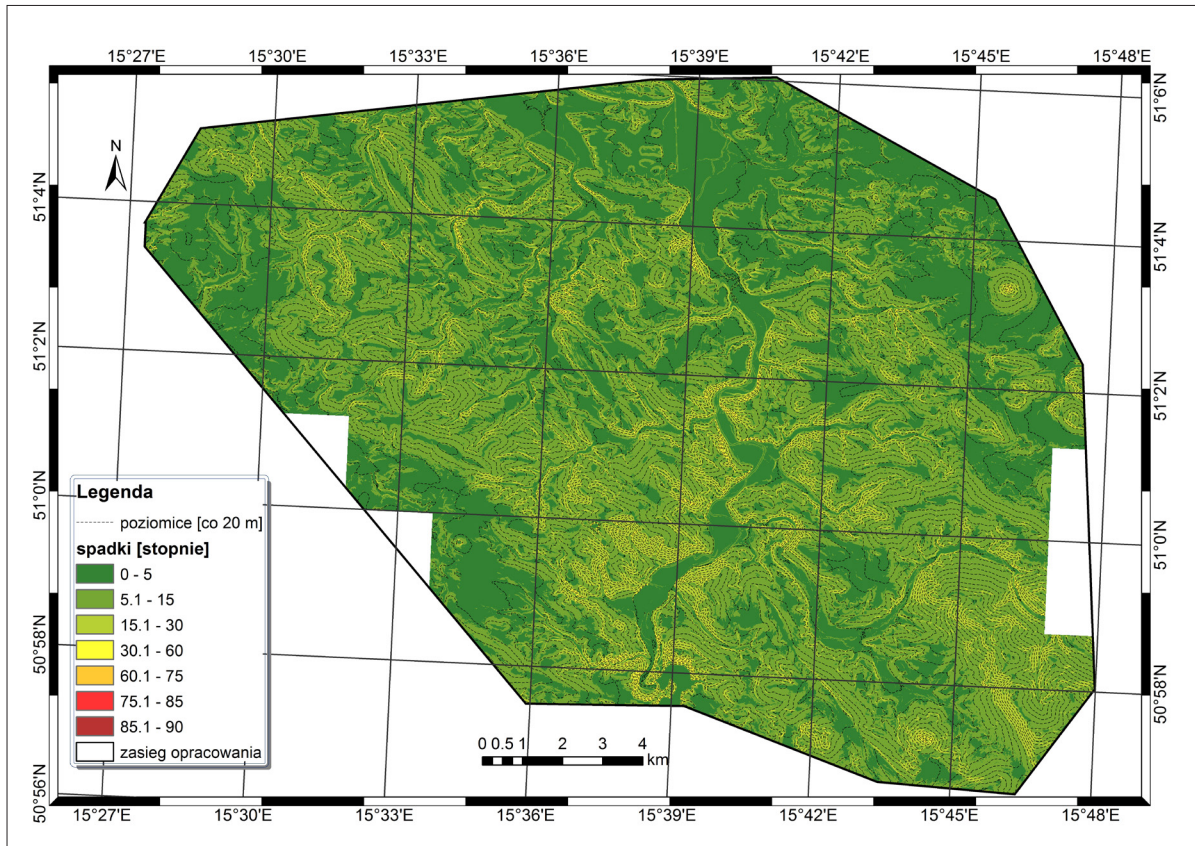 15°27'E 15°30'E 15°33'E 15°36'E 15°39'E 15°42'E 15°45'E 15°48'E
51°6'N
N
51°4'N
51°4'N
51°2'N
51°2'N
51°0'N
51°0'N
50°58'N
50°58'N
50°56'N
Legenda
poziomice [co 20 m]
spadki [stopnie]
0 - 5
5.1 - 15
15.1 - 30
30.1 - 60
60.1 - 75
75.1 - 85
85.1 - 90
zasieg opracowania
0 0.5 1 2 3 4
km
15°27'E 15°30'E 15°33'E 15°36'E 15°39'E 15°42'E 15°45'E 15°48'E